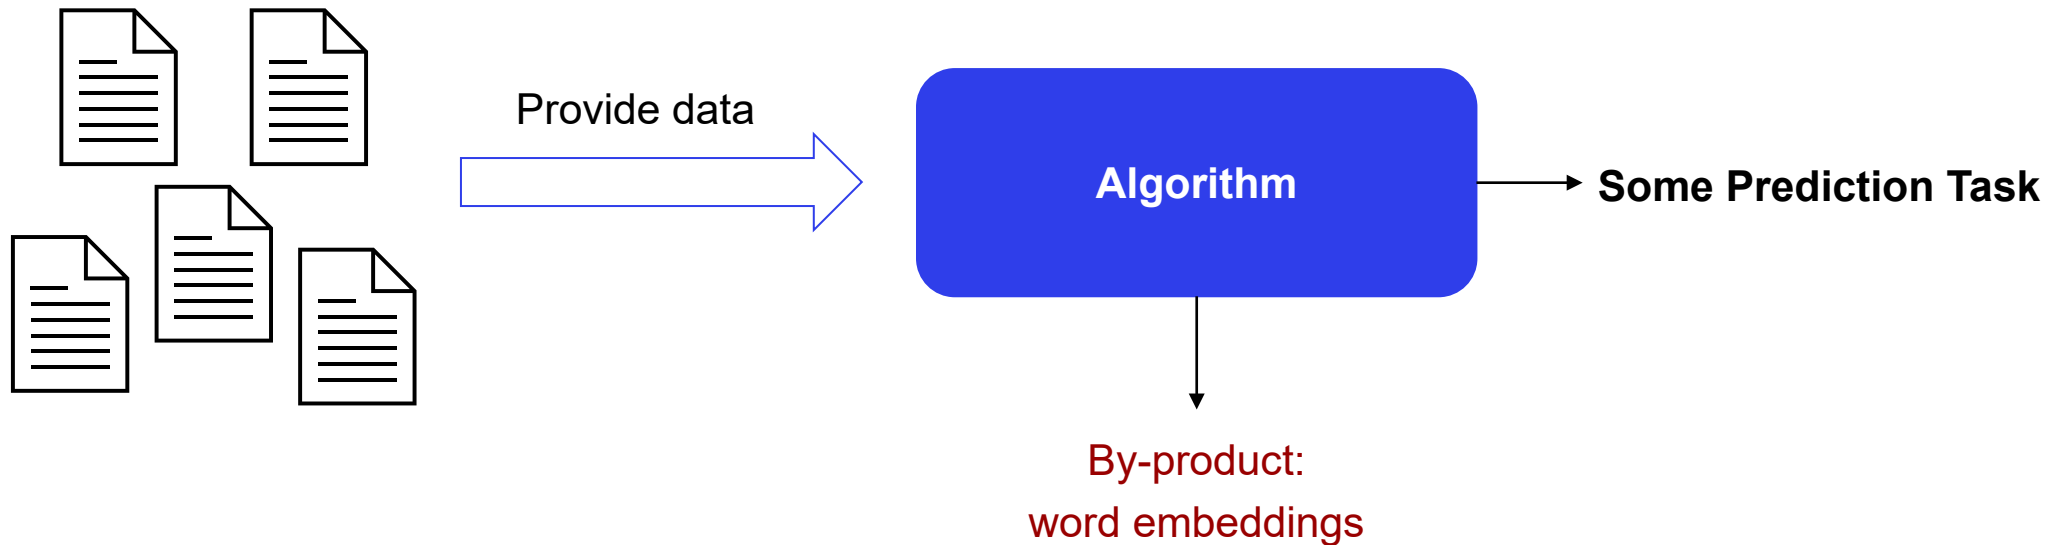 Provide data
Algorithm
Some Prediction Task
By-product:
word embeddings